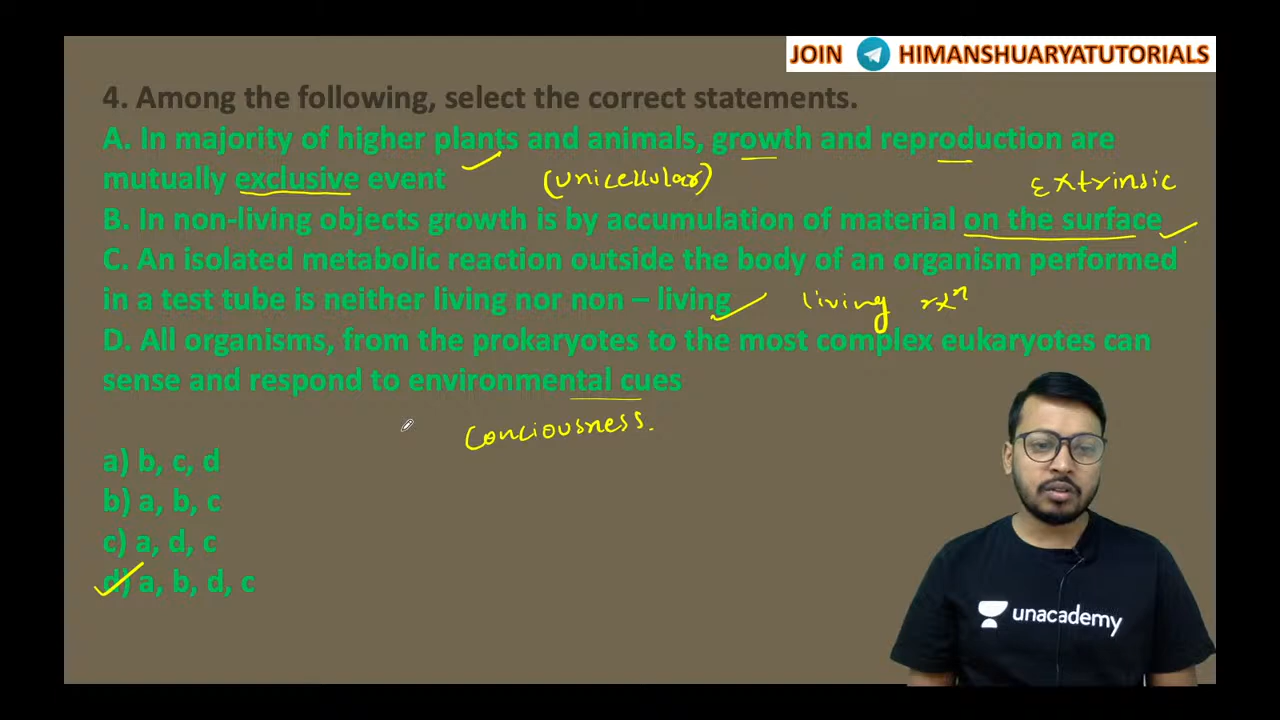 JOIN HIMANSHUARYATUTORIALS
4. Among the following, select the correct statements.
A. In majority of higher plants and animals, growth and reproduction are
mutually exclusive event
(unicellular)
Extrinsic
B. In non-living objects growth is by accumulation of material on the surface
C. An isolated metabolic reaction outside the body of an organism performed
in a test tube is neither living nor non – living
living rxn
D. All organisms, from the prokaryotes to the most complex eukaryotes can
sense and respond to environmental cues
Conciousness.
a) b, c, d
b) a, b, c
c) a, d, c
d) a, b, d, c
unacademy